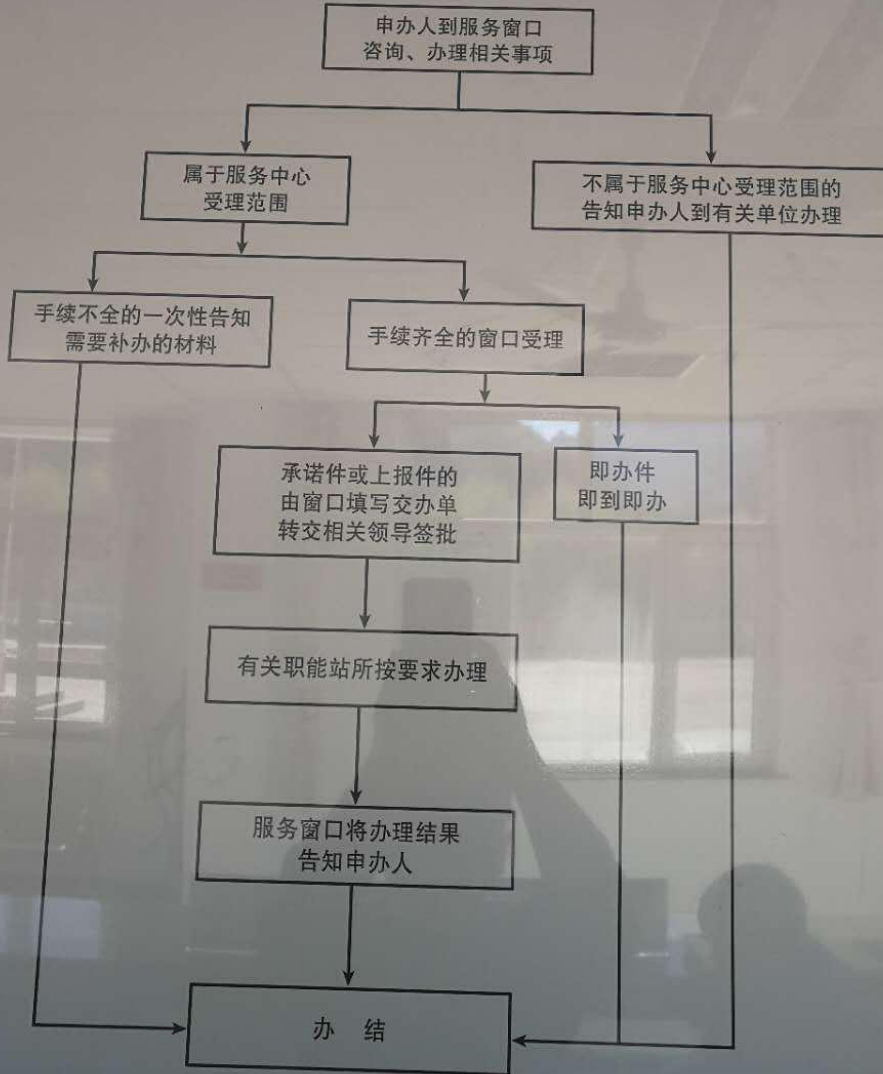 申办人到服务窗口
咨询、办理相关事项
属于服务中心
受理范围
不属于服务中心受理范围的
告知申办人到有关单位办理
手续不全的一次性告知
需要补办的材料
手续齐全的窗口受理
承诺件或上报件的
由窗口填写交办单
转交相关领导签批
即办件
即到即办
有关职能站所按要求办理
服务窗口将办理结果
告知申办人
办 结